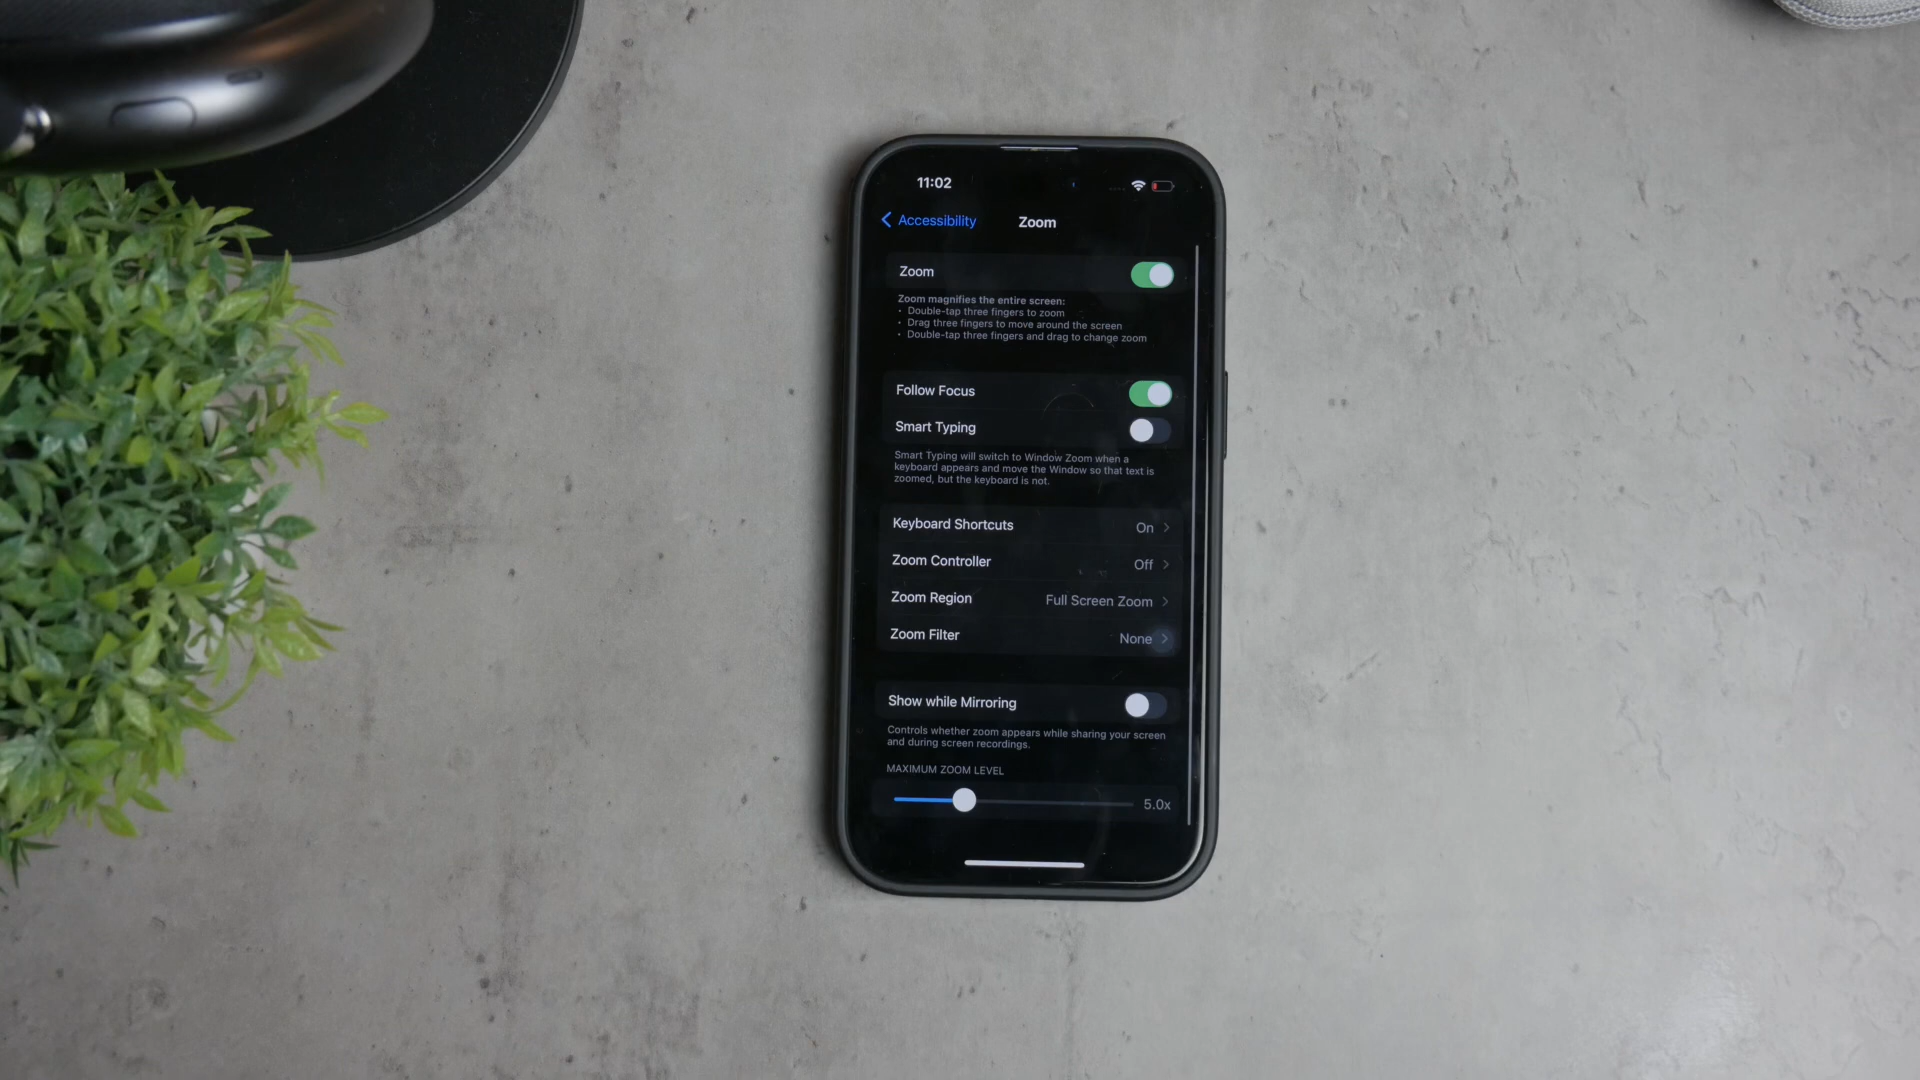 11:02
Accessibility
Zoom
Zoom
Zoom magnifies the entire screen:
• Double-tap three fingers to zoom
• Drag three fingers to move around the screen
• Double-tap three fingers and drag to change zoom
Follow Focus
Smart Typing
Smart Typing will switch to Window Zoom when a
keyboard appears and move the Window so that text is
zoomed, but the keyboard is not.
Keyboard Shortcuts On
Zoom Controller Off
Zoom Region Full Screen Zoom
Zoom Filter None
Show while Mirroring
Controls whether zoom appears while sharing your screen
and during screen recordings.
MAXIMUM ZOOM LEVEL
5.0x